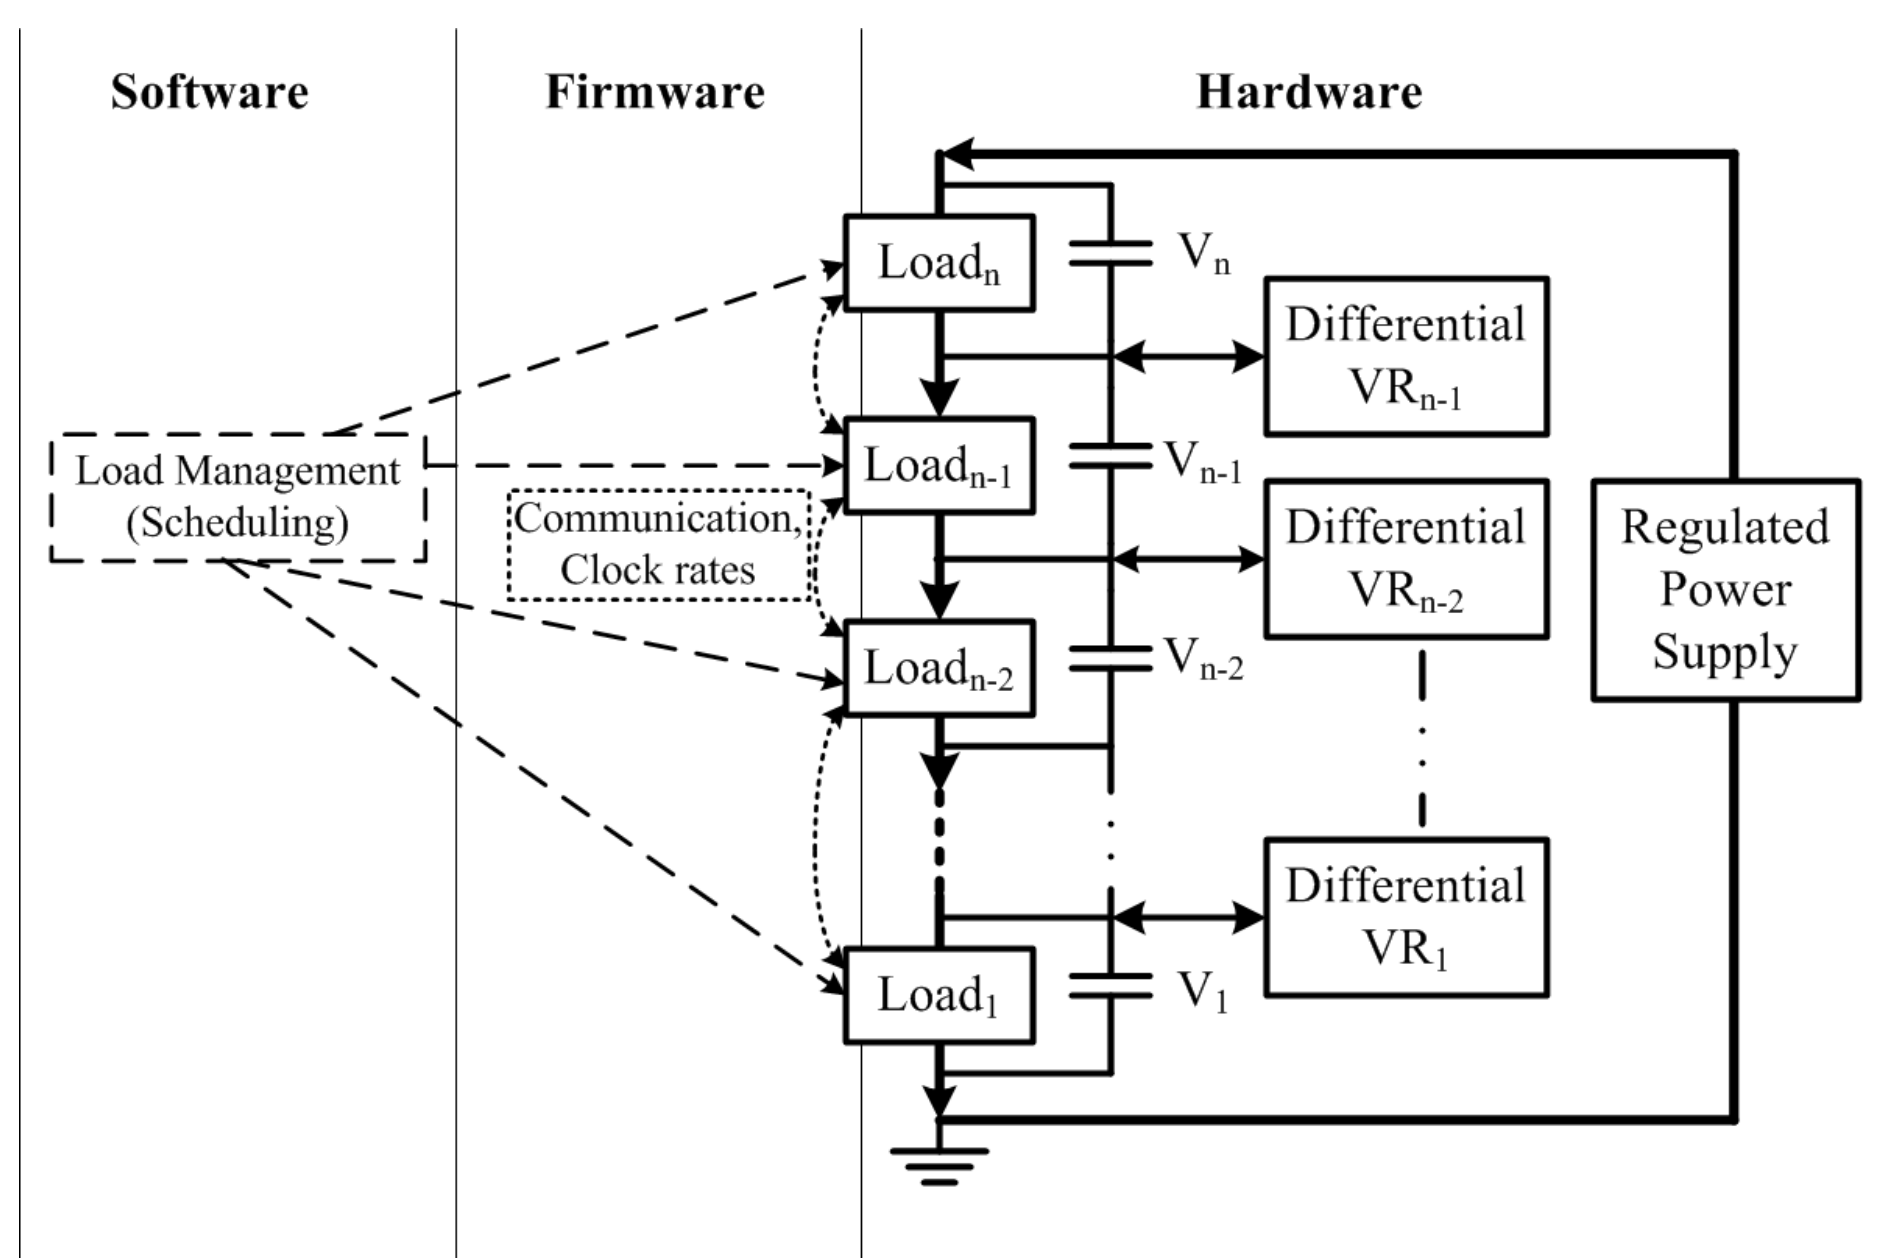 Software
Firmware
Hardware
Load Management
(Scheduling)
Communication,
Clock rates
Loadn
Loadn-1
Loadn-2
Load1
Vn
Vn-1
Vn-2
V1
Differential
VRn-1
Differential
VRn-2
Differential
VR1
Regulated
Power
Supply